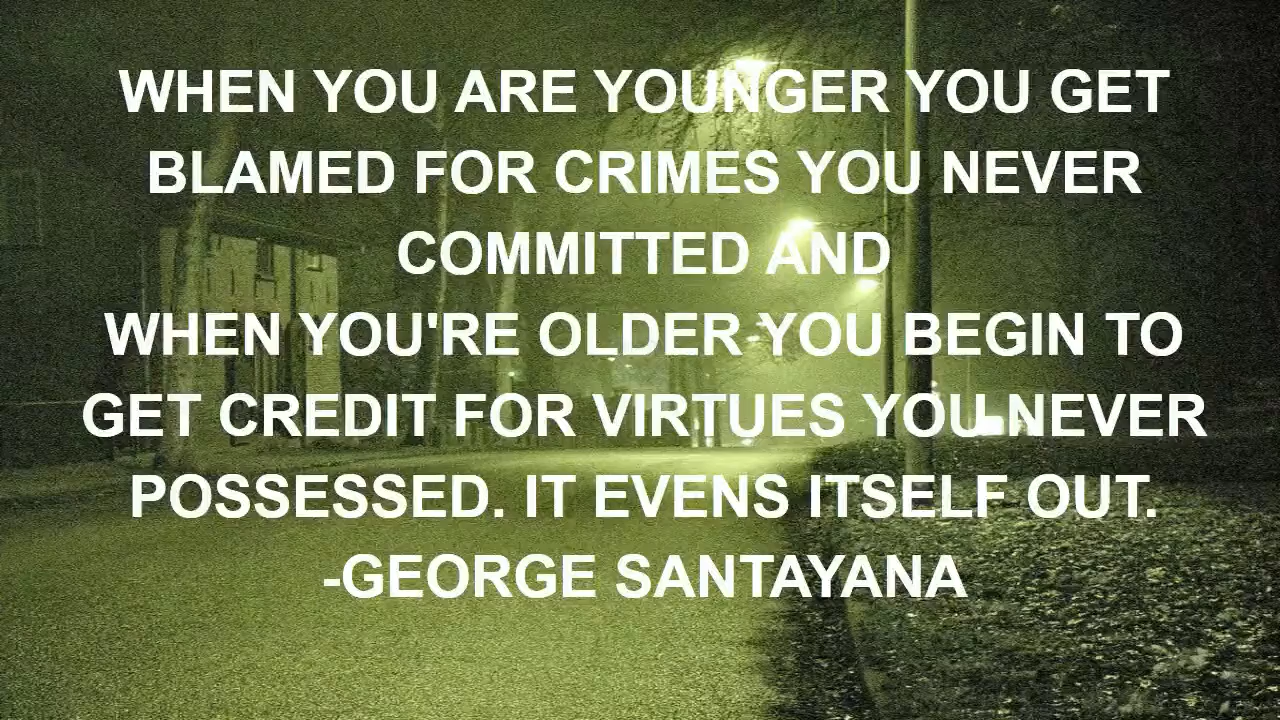 WHEN YOU ARE YOUNGER YOU GET
BLAMED FOR CRIMES YOU NEVER
COMMITTED AND
WHEN YOU'RE OLDER YOU BEGIN TO
GET CREDIT FOR VIRTUES YOU NEVER
POSSESSED. IT EVENS ITSELF OUT.
-GEORGE SANTAYANA